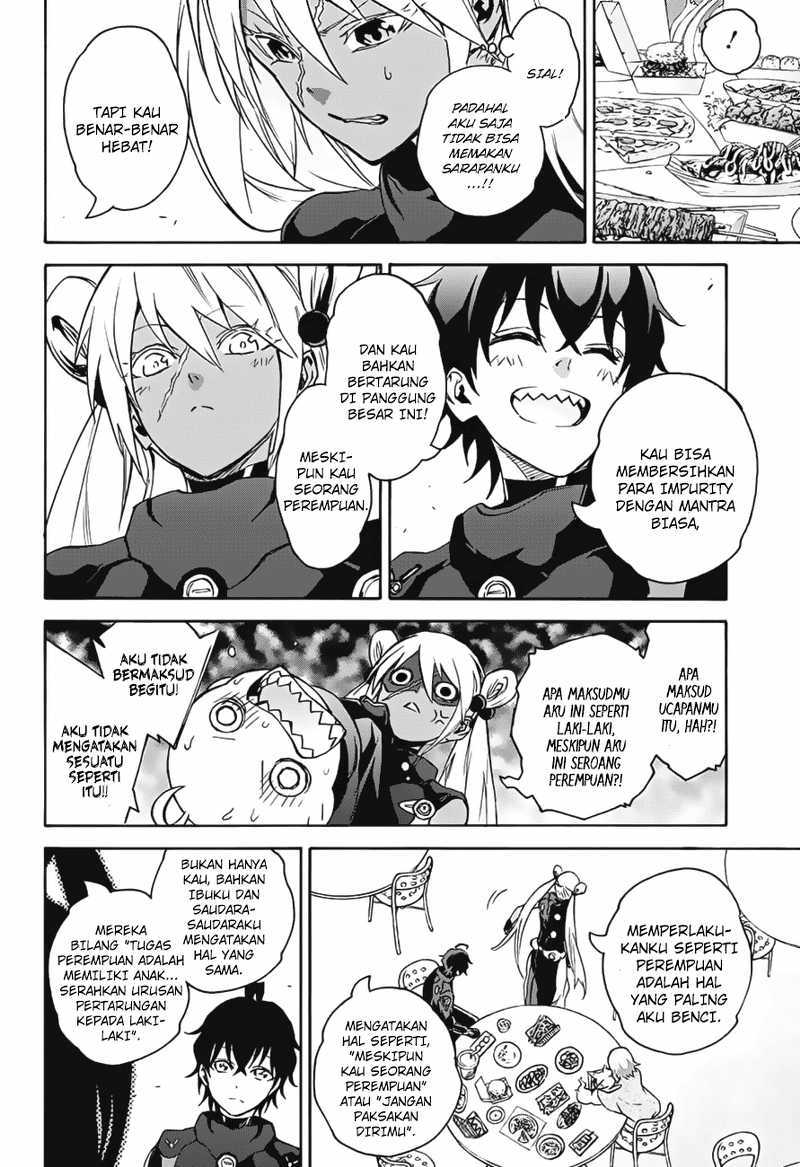 !
SIAL!
PADAHAL
AKU SAJA
TIDAK BISA
MEMAKAN
SARAPANKU
...!!
TAPI KAU
BENAR-BENAR
HEBAT!
KAU BISA
MEMBERSIHKAN
PARA IMPURITY
DENGAN MANTRA
BIASA,
DAN KAU
BAHKAN
BERTARUNG
DI PANGGUNG
BESAR INI!
MESKI-
PUN KAU
SEORANG
PEREMPUAN.
APA
MAKSUD
UCAPANMU
ITU, HAH?!
APA MAKSUDMU
AKU INI SEPERTI
LAKI-LAKI,
MESKIPUN AKU
INI SEROANG
PEREMPUAN?!
AKU TIDAK
BERMAKSUD
BEGITU!
AKU TIDAK
MENGATAKAN
SESUATU
SEPERTI
ITU!!
MEMPERLAKU-
KANKU SEPERTI
PEREMPUAN
ADALAH HAL
YANG PALING
AKU BENCI.
MENGATAKAN
HAL SEPERTI,
"MESKIPUN
KAU SEORANG
PEREMPUAN"
ATAU "JANGAN
PAKSAKAN
DIRIMU".
BUKAN HANYA
KAU, BAHKAN
IBUKU DAN
SAUDARA-
SAUDARAKU
MENGATAKAN
HAL YANG
SAMA.
MEREKA
BILANG "TUGAS
PEREMPUAN ADALAH
MEMILIKI ANAK...
SERAHKAN URUSAN
PERTARUNGAN
KEPADA LAKI-
LAKI".